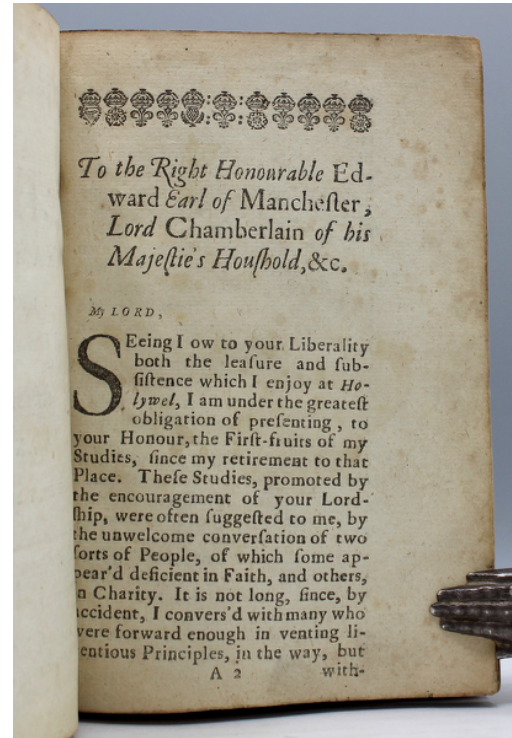 To the Right Honourable Ed-
ward Earl of Mancheſter,
Lord Chamberlain of his
Majeſtie's Houſhold, &c.
My LORD,
SEeing I ow to your Liberality
both the leaſure and ſub-
ſiſtence which I enjoy at Ho-
lywel, I am under the greateſt
obligation of preſenting, to
your Honour, the Firſt-fruits of my
Studies, ſince my retirement to that
Place. Theſe Studies, promoted by
the encouragement of your Lord-
ſhip, were often ſuggeſted to me, by
the unwelcome converſation of two
ſorts of People, of which ſome ap-
pear'd deficient in Faith, and others,
in Charity. It is not long, ſince, by
accident, I convers'd with many who
were forward enough in venting li-
centious Principles, in the way, but
A 2 with-